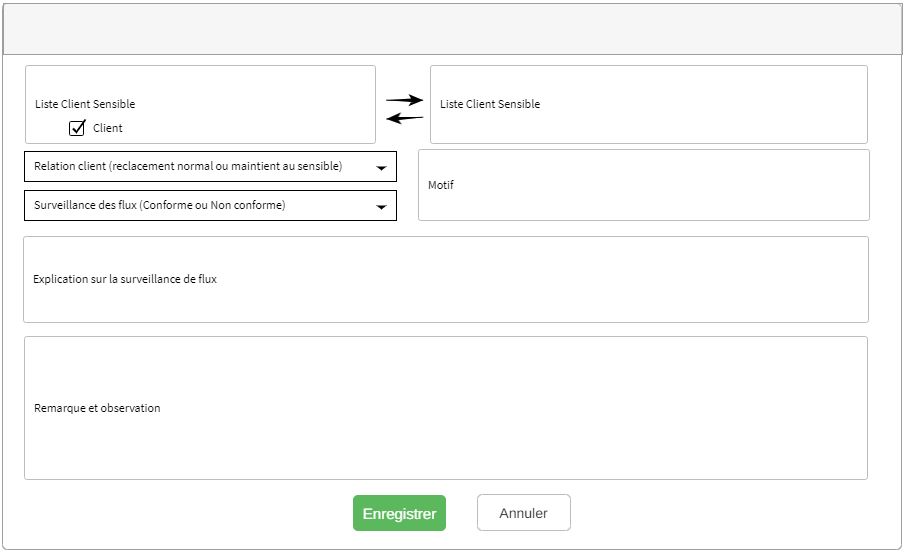 Liste Client Sensible
Client
Liste Client Sensible
Relation client (reclacement normal ou maintient au sensible)
Surveillance des flux (Conforme ou Non conforme)
Motif
Explication sur la surveillance de flux
Remarque et observation
Enregistrer
Annuler